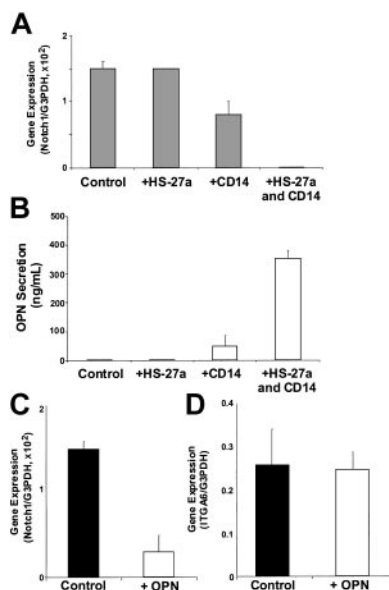 A
Gene Expression
(Notch1/G3PDH, x10²)
2
1
0
Control
+HS-27a
+CD14
+HS-27a
and CD14
B
OPN Secretion
(ng/mL)
500
400
300
200
100
0
Control
+HS-27a
+CD14
+HS-27a
and CD14
C
Gene Expression
(Notch1/G3PDH, x10²)
2
1
0
Control
+ OPN
D
Gene Expression
(ITGA6/G3PDH)
0.4
0.3
0.2
0.1
0
Control
+ OPN